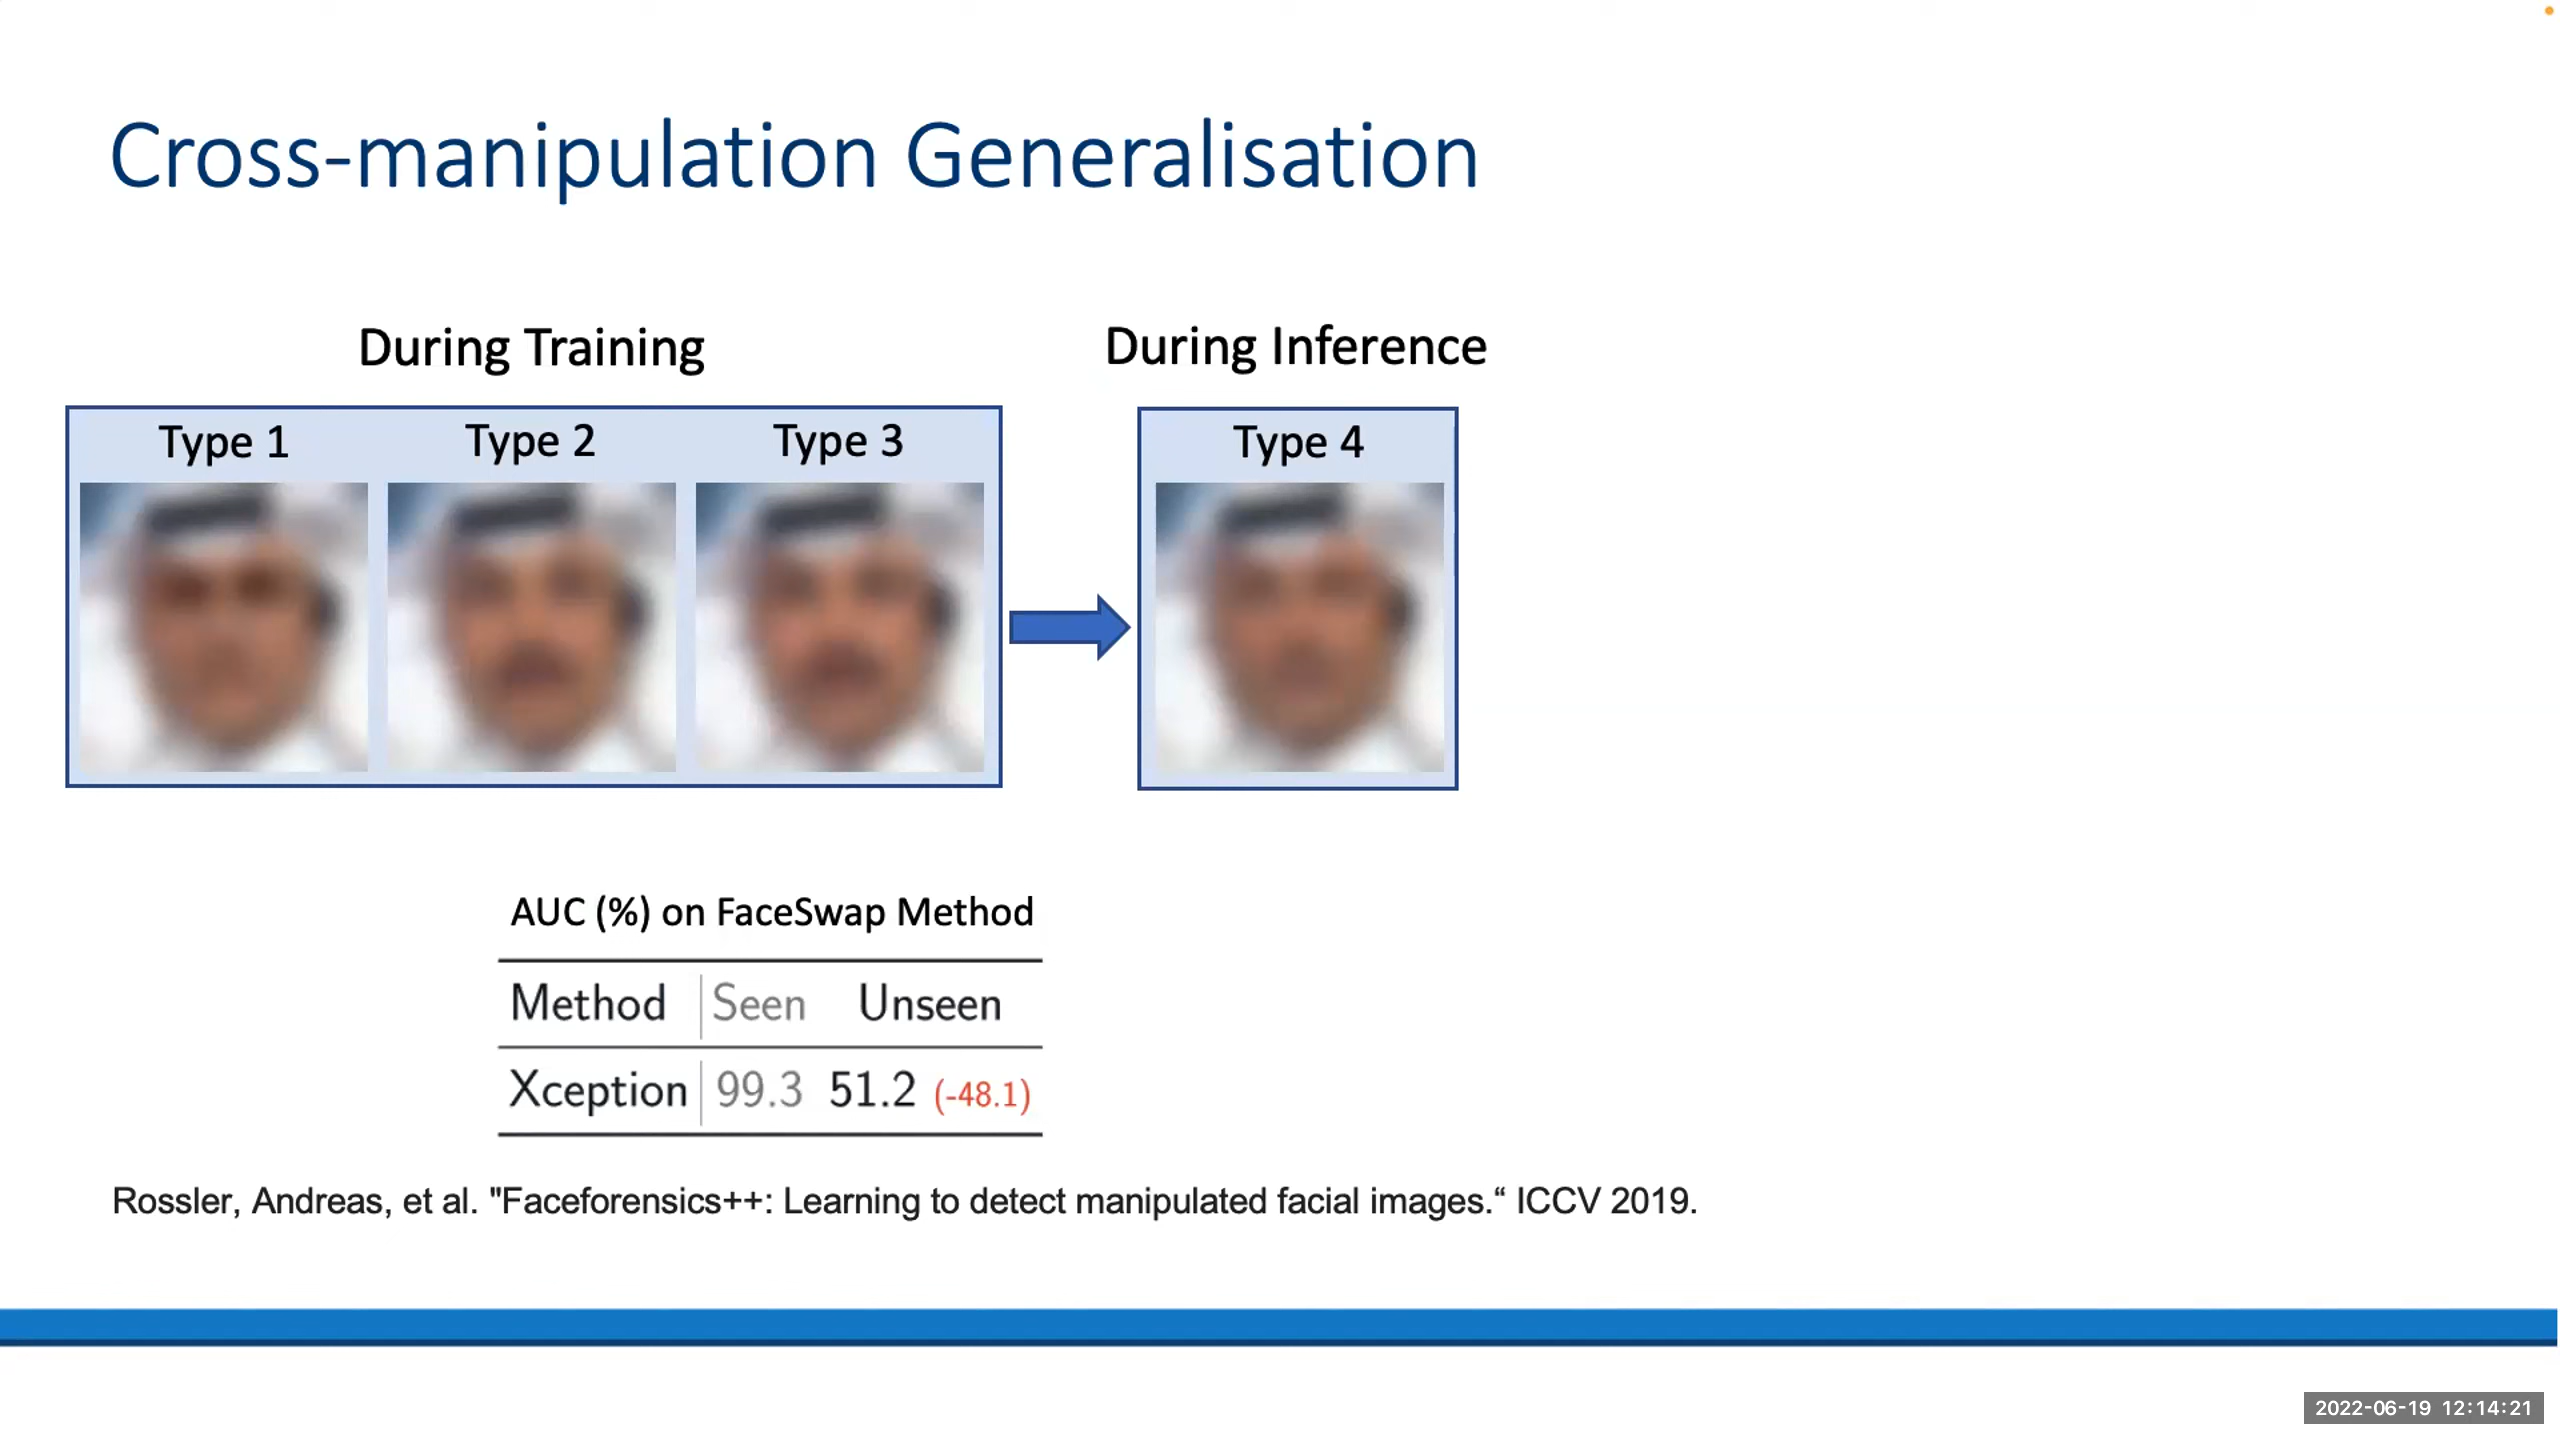 Cross-manipulation Generalisation
During Training
During Inference
Type 1
Type 2
Type 3
Type 4
AUC (%) on FaceSwap Method
Method Seen Unseen
Xception 99.3 51.2 (-48.1)
Rossler, Andreas, et al. "Faceforensics++: Learning to detect manipulated facial images.“ ICCV 2019.
2022-06-19 12:14:21